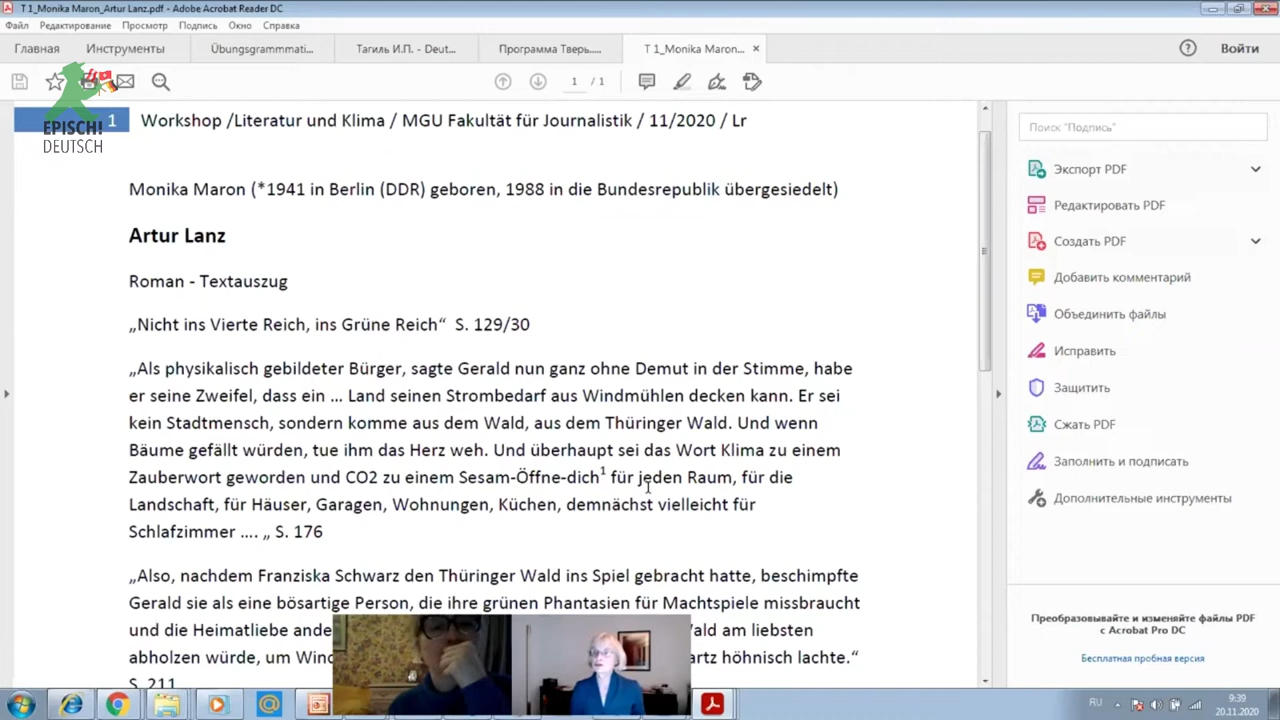 T 1_Monika Maron_Artur Lanz.pdf - Adobe Acrobat Reader DC
Файл Редактирование Просмотр Подпись Окно Справка
Главная Инструменты Übungsgrammati... Тагиль И.П. - Deut... Программа Тверь.... T 1_Monika Maron... × Войти
1 / 1
EPISCH!
DEUTSCH
1 Workshop /Literatur und Klima / MGU Fakultät für Journalistik / 11/2020 / Lr
Monika Maron (*1941 in Berlin (DDR) geboren, 1988 in die Bundesrepublik übergesiedelt)
Artur Lanz
Roman - Textauszug
„Nicht ins Vierte Reich, ins Grüne Reich“ S. 129/30
„Als physikalisch gebildeter Bürger, sagte Gerald nun ganz ohne Demut in der Stimme, habe
er seine Zweifel, dass ein ... Land seinen Strombedarf aus Windmühlen decken kann. Er sei
kein Stadtmensch, sondern komme aus dem Wald, aus dem Thüringer Wald. Und wenn
Bäume gefällt würden, tue ihm das Herz weh. Und überhaupt sei das Wort Klima zu einem
Zauberwort geworden und CO2 zu einem Sesam-Öffne-dich¹ für jeden Raum, für die
Landschaft, für Häuser, Garagen, Wohnungen, Küchen, demnächst vielleicht für
Schlafzimmer .... „ S. 176
„Also, nachdem Franziska Schwarz den Thüringer Wald ins Spiel gebracht hatte, beschimpfte
Gerald sie als eine bösartige Person, die ihre grünen Phantasien für Machtspiele missbraucht
und die Heimatliebe ande ald am liebsten
abholzen würde, um Wind artz höhnisch lachte.“
S. 211
Поиск "Подпись"
Экспорт PDF
Редактировать PDF
Создать PDF
Добавить комментарий
Объединить файлы
Исправить
Защитить
Сжать PDF
Заполнить и подписать
Дополнительные инструменты
Преобразовывайте и изменяйте файлы PDF
с Acrobat Pro DC
Бесплатная пробная версия
RU 9:39
20.11.2020